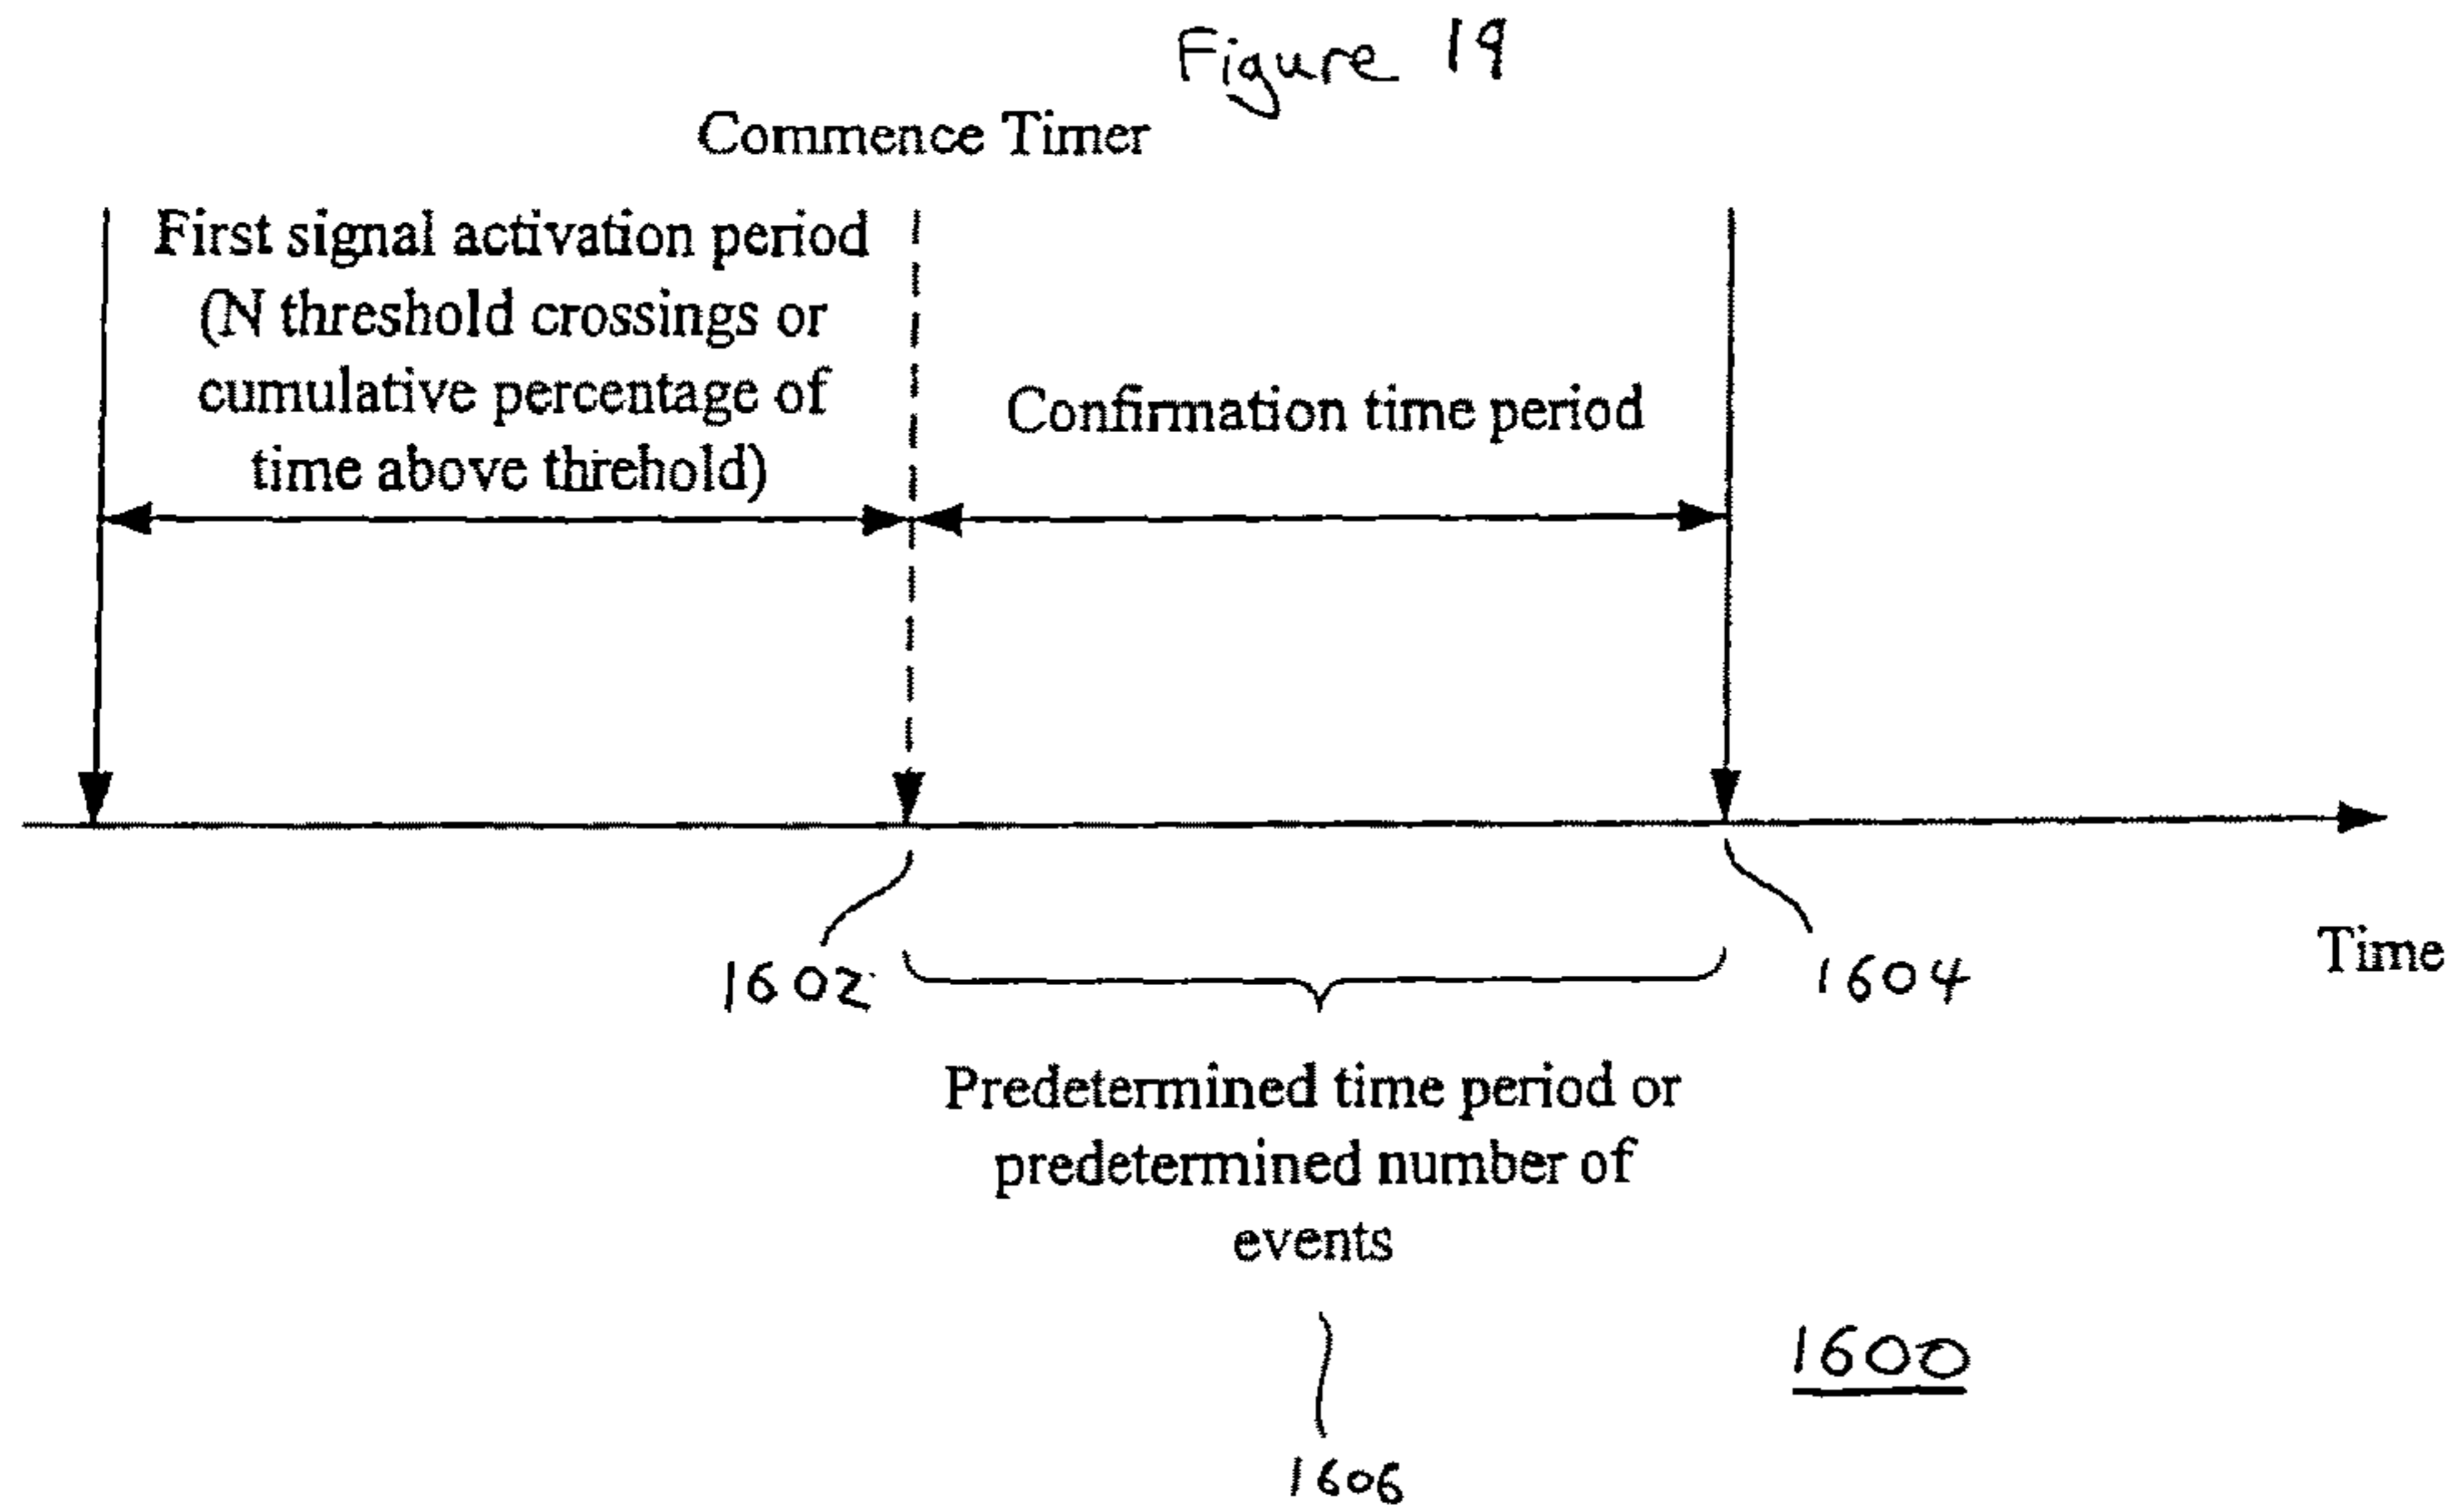 Figure 19
Commence Timer
First signal activation period
(N threshold crossings or
cumulative percentage of
time above threhold)
Confirmation time period
1602
1604
Time
Predetermined time period or
predetermined number of
events
1600
1606